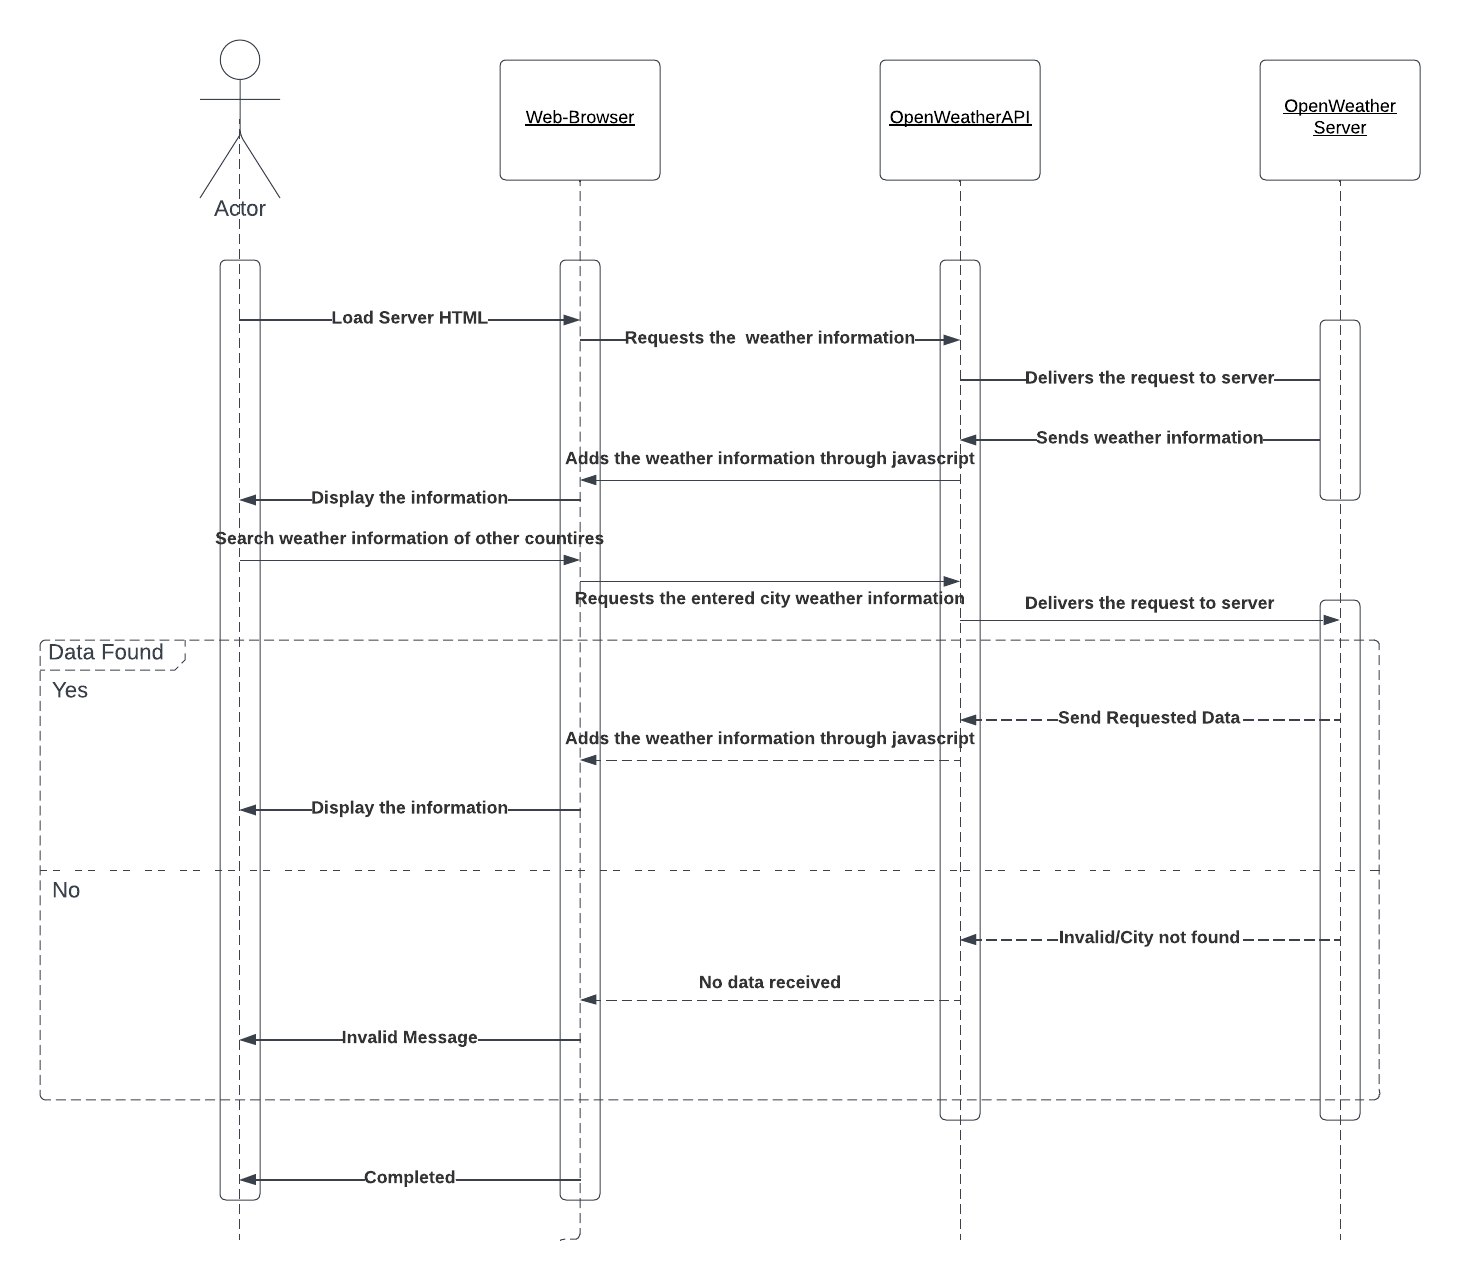 Actor
Web-Browser
OpenWeatherAPI
OpenWeather
Server
Load Server HTML
Requests the  weather information
Delivers the request to server
Sends weather information
Adds the weather information through javascript
Display the information
Search weather information of other countires
Requests the entered city weather information
Delivers the request to server
Data Found
Yes
Send Requested Data
Adds the weather information through javascript
Display the information
No
Invalid/City not found
No data received
Invalid Message
Completed